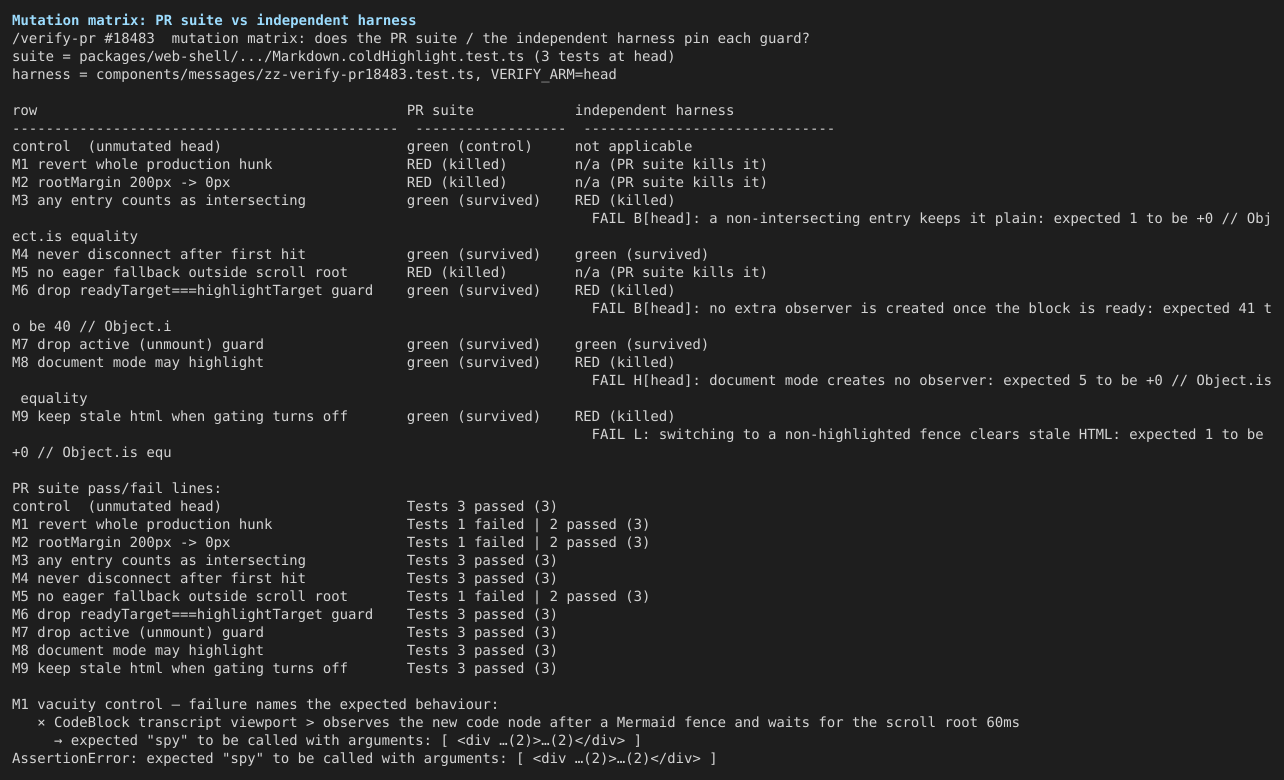 Mutation matrix: PR suite vs independent harness
/verify-pr #18483  mutation matrix: does the PR suite / the independent harness pin each guard?
suite = packages/web-shell/.../Markdown.coldHighlight.test.ts (3 tests at head)
harness = components/messages/zz-verify-pr18483.test.ts, VERIFY_ARM=head

row                                            PR suite            independent harness
----------------------------------------------  ------------------  ------------------------------
control  (unmutated head)                      green (control)     not applicable
M1 revert whole production hunk                RED (killed)        n/a (PR suite kills it)
M2 rootMargin 200px -> 0px                     RED (killed)        n/a (PR suite kills it)
M3 any entry counts as intersecting            green (survived)    RED (killed)
                                                                     FAIL B[head]: a non-intersecting entry keeps it plain: expected 1 to be +0 // Obj
ect.is equality
M4 never disconnect after first hit            green (survived)    green (survived)
M5 no eager fallback outside scroll root       RED (killed)        n/a (PR suite kills it)
M6 drop readyTarget===highlightTarget guard    green (survived)    RED (killed)
                                                                     FAIL B[head]: no extra observer is created once the block is ready: expected 41 t
o be 40 // Object.i
M7 drop active (unmount) guard                 green (survived)    green (survived)
M8 document mode may highlight                 green (survived)    RED (killed)
                                                                     FAIL H[head]: document mode creates no observer: expected 5 to be +0 // Object.is
 equality
M9 keep stale html when gating turns off       green (survived)    RED (killed)
                                                                     FAIL L: switching to a non-highlighted fence clears stale HTML: expected 1 to be
+0 // Object.is equ

PR suite pass/fail lines:
control  (unmutated head)                      Tests 3 passed (3)
M1 revert whole production hunk                Tests 1 failed | 2 passed (3)
M2 rootMargin 200px -> 0px                     Tests 1 failed | 2 passed (3)
M3 any entry counts as intersecting            Tests 3 passed (3)
M4 never disconnect after first hit            Tests 3 passed (3)
M5 no eager fallback outside scroll root       Tests 1 failed | 2 passed (3)
M6 drop readyTarget===highlightTarget guard    Tests 3 passed (3)
M7 drop active (unmount) guard                 Tests 3 passed (3)
M8 document mode may highlight                 Tests 3 passed (3)
M9 keep stale html when gating turns off       Tests 3 passed (3)

M1 vacuity control — failure names the expected behaviour:
   × CodeBlock transcript viewport > observes the new code node after a Mermaid fence and waits for the scroll root 60ms
     → expected "spy" to be called with arguments: [ <div …(2)>…(2)</div> ]
AssertionError: expected "spy" to be called with arguments: [ <div …(2)>…(2)</div> ]